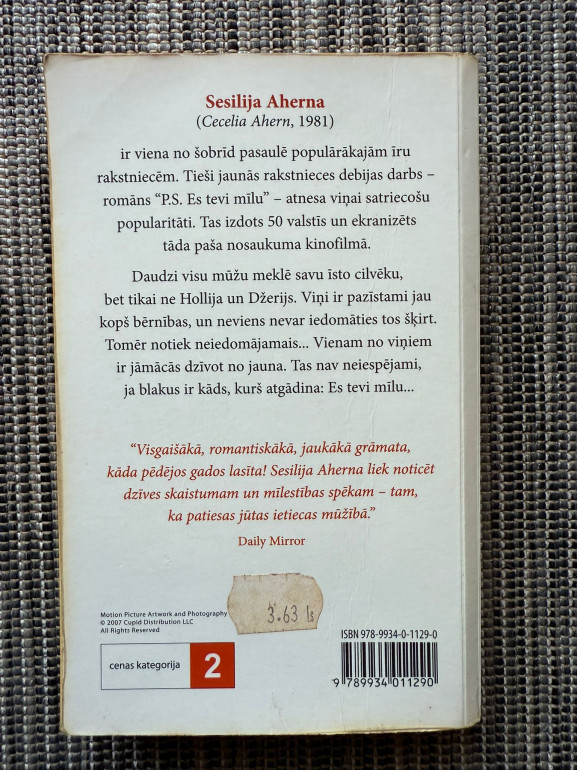 Sesilija Aherna
(Cecelia Ahern, 1981)
ir viena no šobrīd pasaulē populārākajām īru
rakstniecēm. Tieši jaunās rakstnieces debijas darbs –
romāns “P.S. Es tevi mīlu” – atnesa viņai satriecošu
popularitāti. Tas izdots 50 valstīs un ekranizēts
tāda paša nosaukuma kinofilmā.
Daudzi visu mūžu meklē savu īsto cilvēku,
bet tikai ne Hollija un Džerijs. Viņi ir pazīstami jau
kopš bērnības, un neviens nevar iedomāties tos šķirt.
Tomēr notiek neiedomājamais... Vienam no viņiem
ir jāmācās dzīvot no jauna. Tas nav neiespējami,
ja blakus ir kāds, kurš atgādina: Es tevi mīlu...
“Visgaišākā, romantiskākā, jaukākā grāmata,
kāda pēdējos gados lasīta! Sesilija Aherna liek noticēt
dzīves skaistumam un mīlestības spēkam – tam,
ka patiesas jūtas ietiecas mūžībā.”
Daily Mirror
Motion Picture Artwork and Photography
© 2007 Cupid Distribution LLC
All Rights Reserved
3.63 ls
cenas kategorija 2
ISBN 978-9934-0-1129-0
9 789934 011290